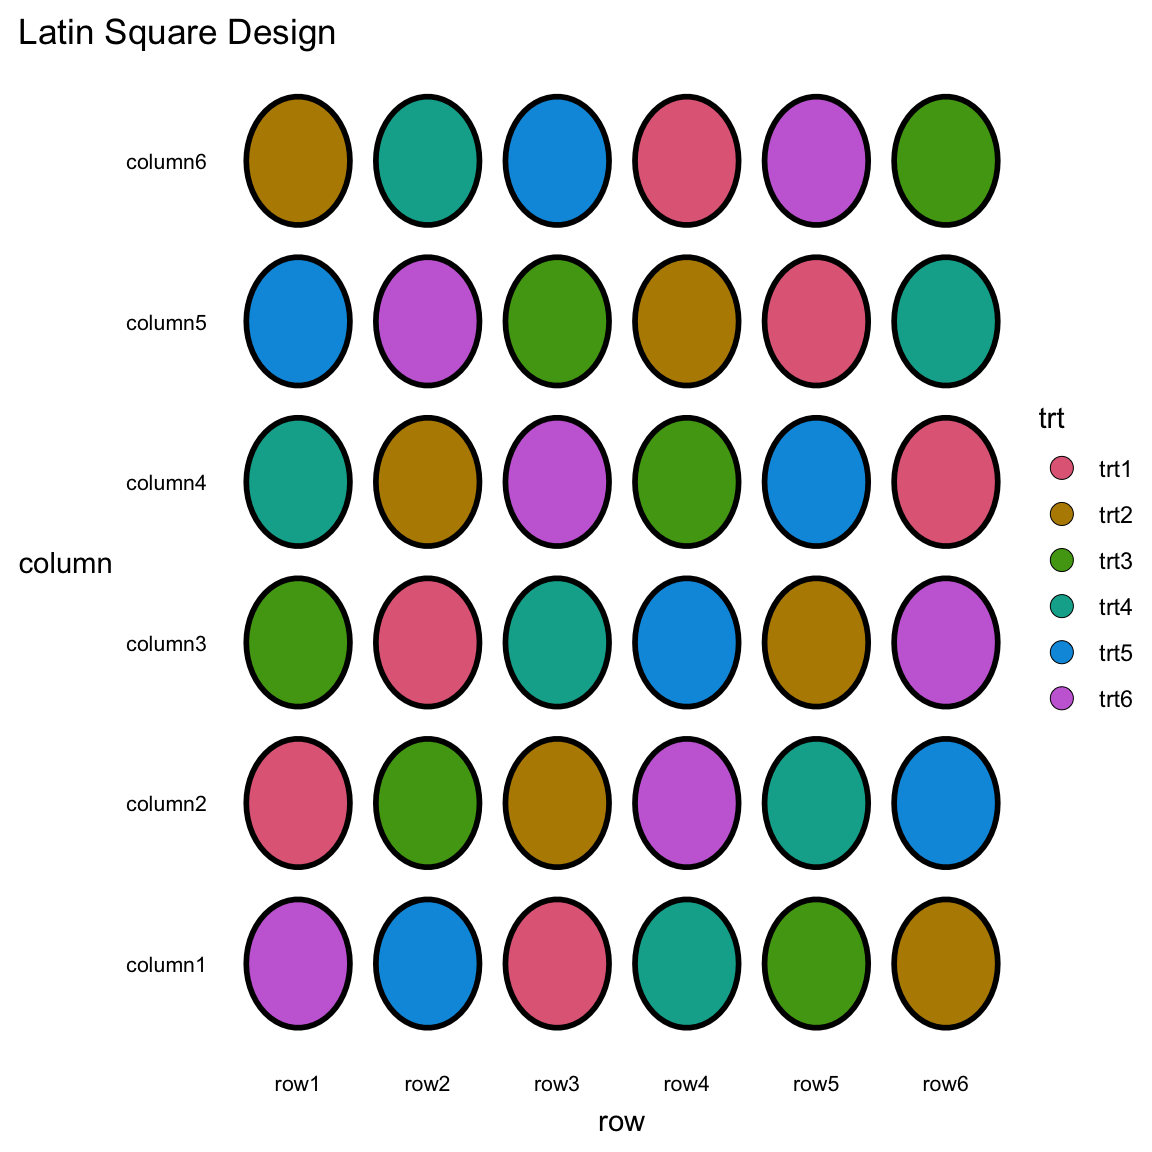 Latin Square Design
column6
column5
column4
column
column3
column2
column1
row1 row2 row3 row4 row5 row6
row
trt
trt1
trt2
trt3
trt4
trt5
trt6